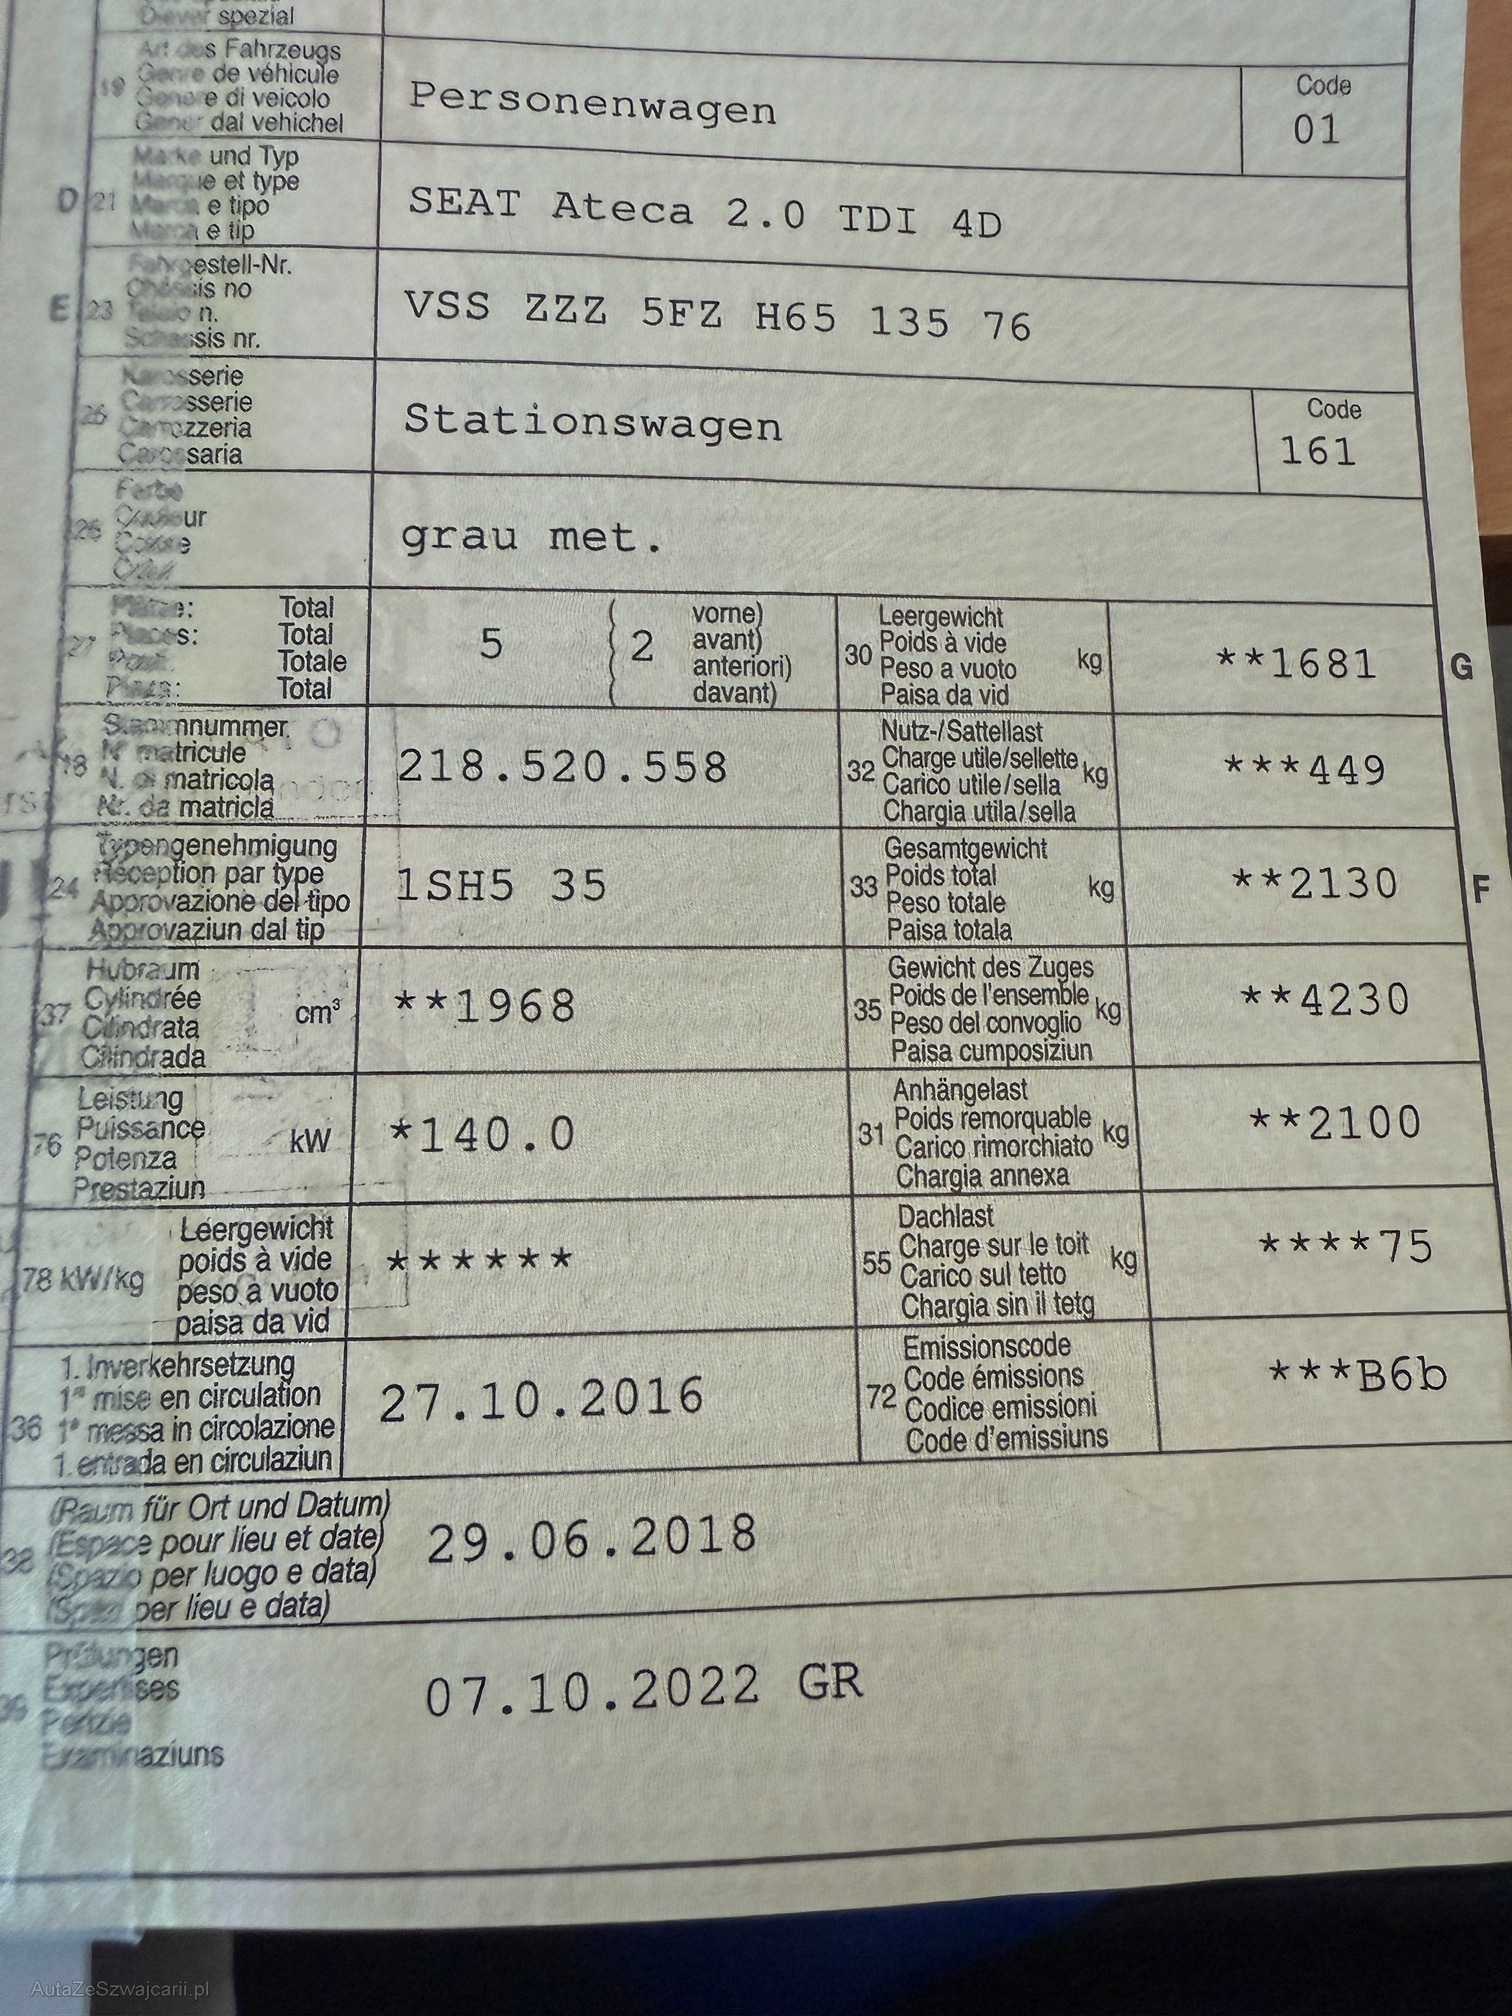 spezial
Art des Fahrzeugs
19 Genre de véhicule
Genere di veicolo
Gener dal vehichel
Personenwagen
Code
01
Marke und Typ
D 21 Marque et type
Marca e tipo
Marca e tip
SEAT Ateca 2.0 TDI 4D
Fahrgestell-Nr.
E 23 Châssis no
Telaio n.
Schassis nr.
VSS ZZZ 5FZ H65 135 76
Karosserie
25 Carrosserie
Carrozzeria
Carossaria
Stationswagen
Code
161
Farbe
26 Couleur
Colore
Colur
grau met.
Plätze: Total
27 Places: Total
Posti: Totale
Plazs: Total
5 ( 2 vorne)
avant)
anteriori)
davant)
Leergewicht
30 Poids à vide kg
Peso a vuoto
Paisa da vid
**1681 G
Stammnummer
18 N° matricule
N. di matricola
Nr. da matricla
218.520.558
Nutz-/Sattellast
32 Charge utile/sellette kg
Carico utile/sella
Chargia utila/sella
***449
Typengenehmigung
24 Réception par type
Approvazione del tipo
Approvaziun dal tip
1SH5 35
Gesamtgewicht
33 Poids total kg
Peso totale
Paisa totala
**2130 F
Hubraum
37 Cylindrée cm³
Cilindrata
Cilindrada
**1968
Gewicht des Zuges
35 Poids de l'ensemble kg
Peso del convoglio
Paisa cumposiziun
**4230
Leistung
76 Puissance kW
Potenza
Prestaziun
*140.0
Anhängelast
31 Poids remorquable kg
Carico rimorchiato
Chargia annexa
**2100
Leergewicht
78 kW/kg poids à vide
peso a vuoto
paisa da vid
******
Dachlast
55 Charge sur le toit kg
Carico sul tetto
Chargia sin il tetg
****75
1. Inverkehrsetzung
36 1re mise en circulation
1a messa in circolazione
1. entrada en circulaziun
27.10.2016
Emissionscode
72 Code émissions
Codice emissioni
Code d'emissiuns
***B6b
(Raum für Ort und Datum)
38 (Espace pour lieu et date)
(Spazio per luogo e data)
(Spazi per lieu e data)
29.06.2018
Prüfungen
39 Expertises
Perizie
Examinaziuns
07.10.2022 GR
AutaZeSzwajcarii.pl